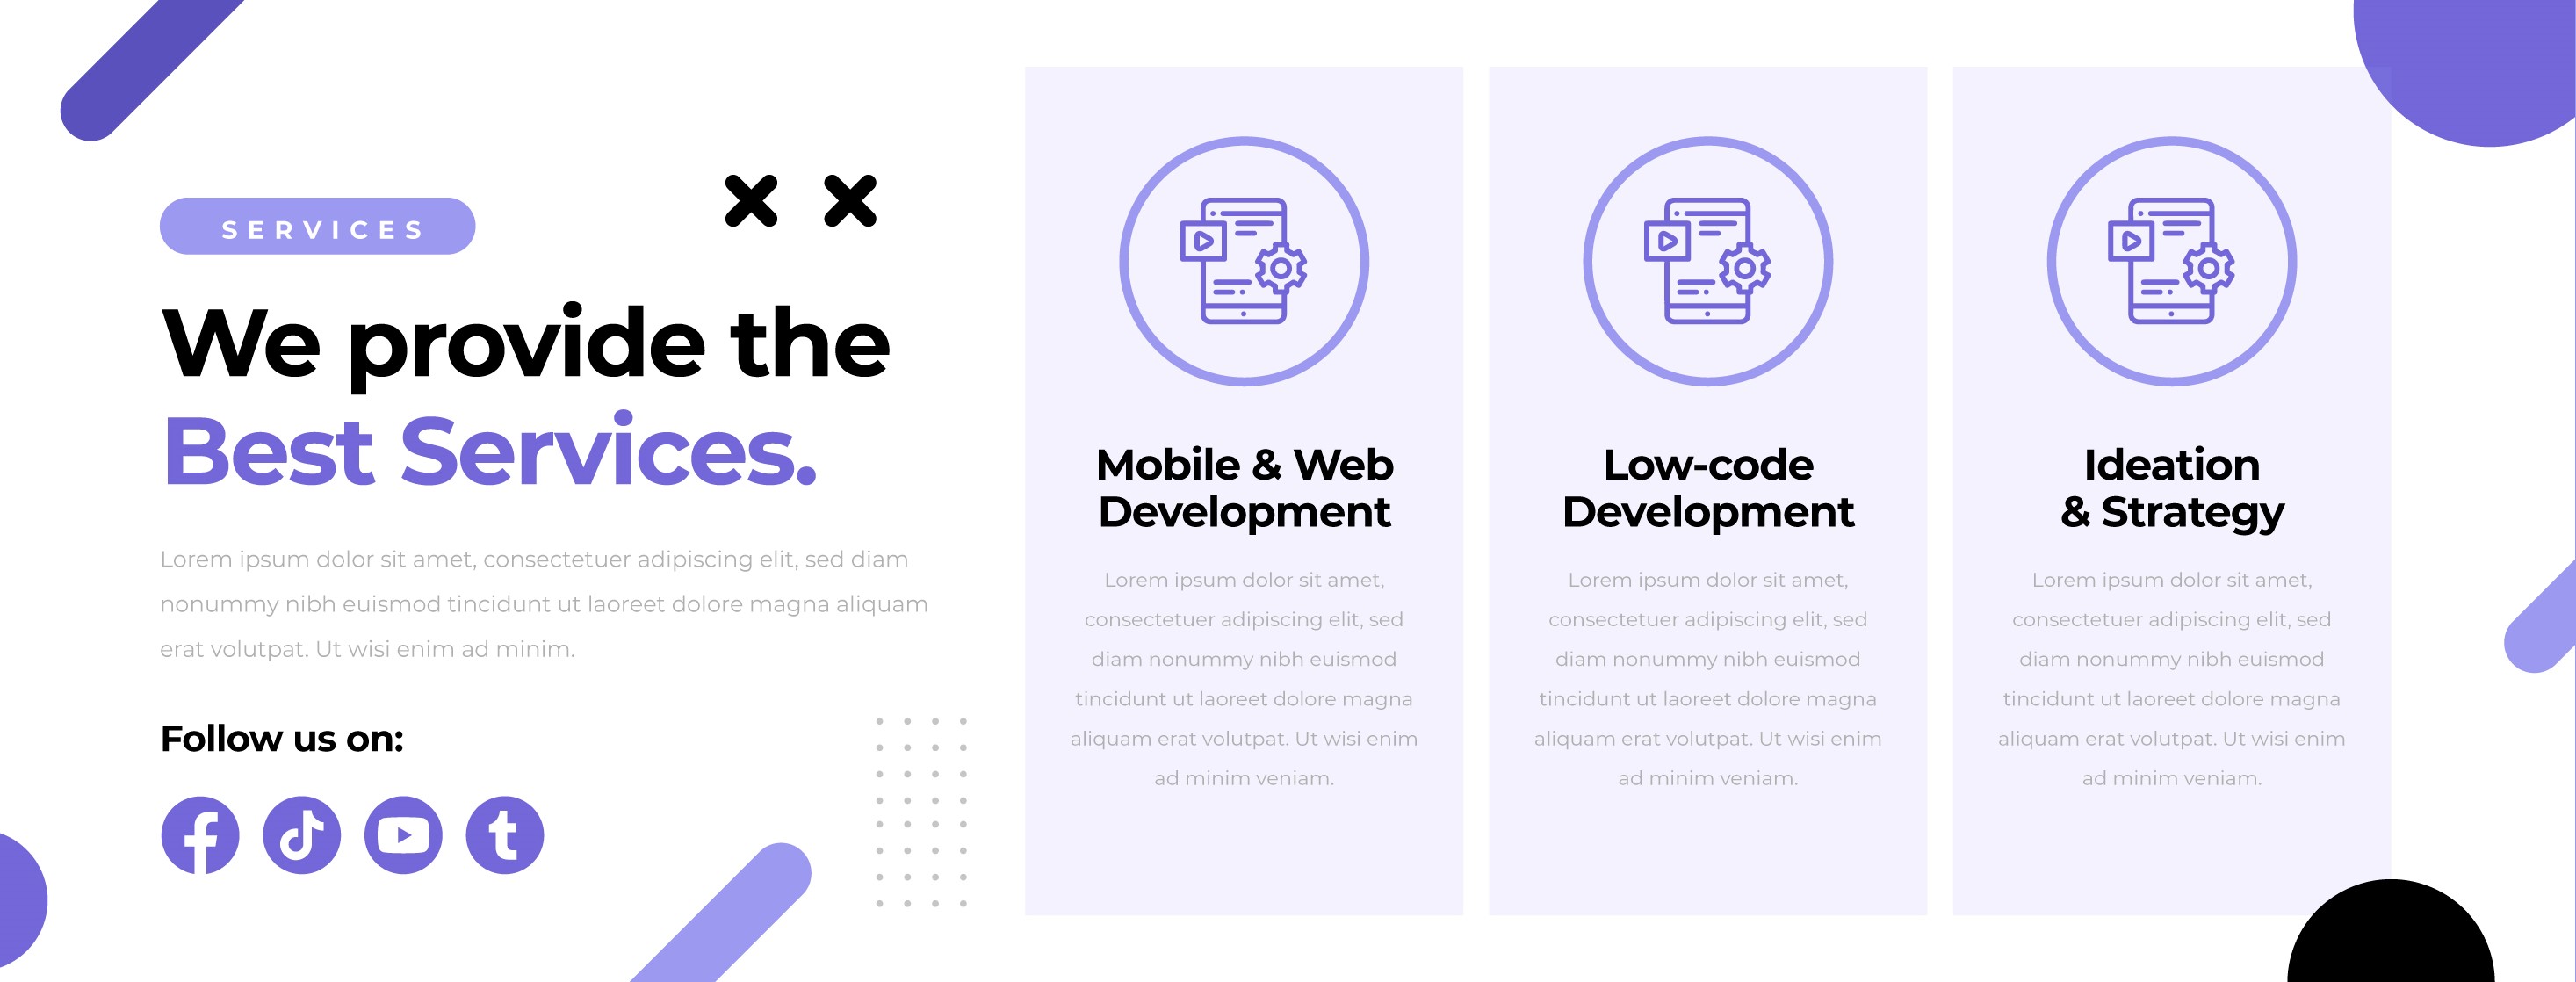 SERVICES
We provide the
Best Services.
Lorem ipsum dolor sit amet, consectetuer adipiscing elit, sed diam
nonummy nibh euismod tincidunt ut laoreet dolore magna aliquam
erat volutpat. Ut wisi enim ad minim.
Follow us on:
Mobile & Web
Development
Lorem ipsum dolor sit amet,
consectetuer adipiscing elit, sed
diam nonummy nibh euismod
tincidunt ut laoreet dolore magna
aliquam erat volutpat. Ut wisi enim
ad minim veniam.
Low-code
Development
Lorem ipsum dolor sit amet,
consectetuer adipiscing elit, sed
diam nonummy nibh euismod
tincidunt ut laoreet dolore magna
aliquam erat volutpat. Ut wisi enim
ad minim veniam.
Ideation
& Strategy
Lorem ipsum dolor sit amet,
consectetuer adipiscing elit, sed
diam nonummy nibh euismod
tincidunt ut laoreet dolore magna
aliquam erat volutpat. Ut wisi enim
ad minim veniam.